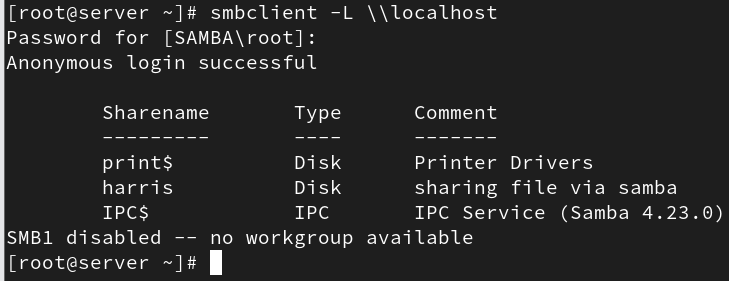 [root@server ~]# smbclient -L \\localhost
Password for [SAMBA\root]:
Anonymous login successful
Sharename Type Comment
--------- ---- -------
print$ Disk Printer Drivers
harris Disk sharing file via samba
IPC$ IPC IPC Service (Samba 4.23.0)
SMB1 disabled -- no workgroup available
[root@server ~]#